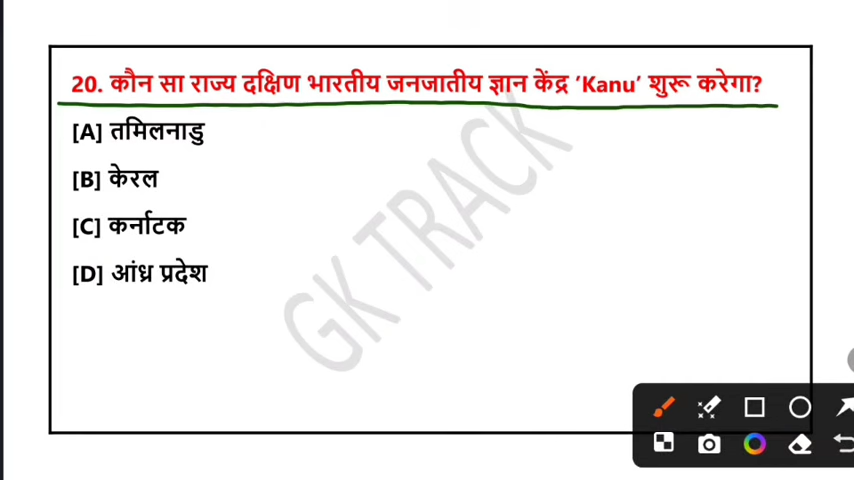 20. कौन सा राज्य दक्षिण भारतीय जनजातीय ज्ञान केंद्र ‘Kanu’ शुरू करेगा?
[A] तमिलनाडु
[B] केरल
[C] कर्नाटक
[D] आंध्र प्रदेश
GK TRACK